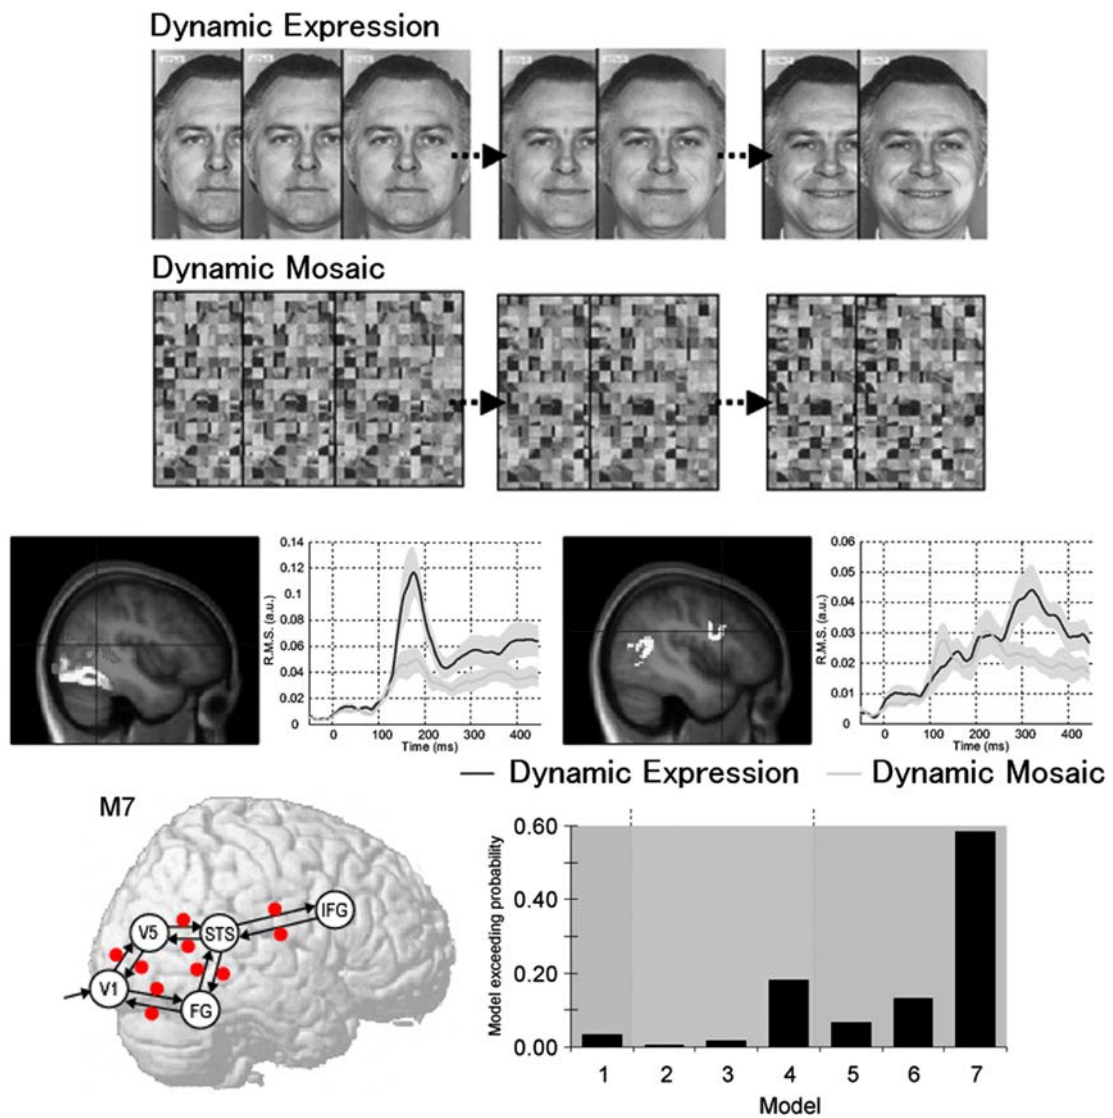 Dynamic Expression
Dynamic Mosaic
R.M.S. (a.u.)
0.14
0.12
0.10
0.08
0.06
0.04
0.02
0
0 100 200 300 400
Time (ms)
R.M.S. (a.u.)
0.06
0.05
0.04
0.03
0.02
0.01
0
0 100 200 300 400
Time (ms)
Dynamic Expression Dynamic Mosaic
M7
V1
V5
STS
FG
IFG
Model exceeding probability
0.60
0.40
0.20
0.00
1 2 3 4 5 6 7
Model